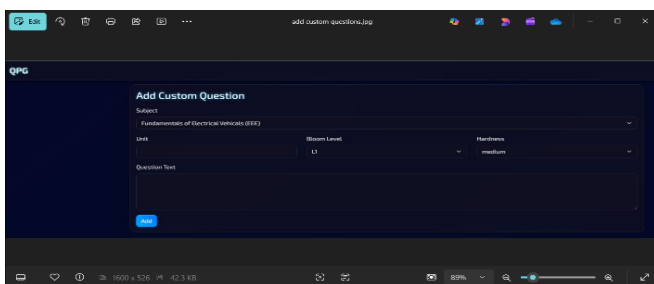 Edit
add custom questions.jpg
QPG
Add Custom Question
Subject
Fundamentals of Electrical Vehicals (EEE)
Unit Bloom Level Hardness
L1 medium
Question Text
Add
1600 x 526 42.3 KB 89%